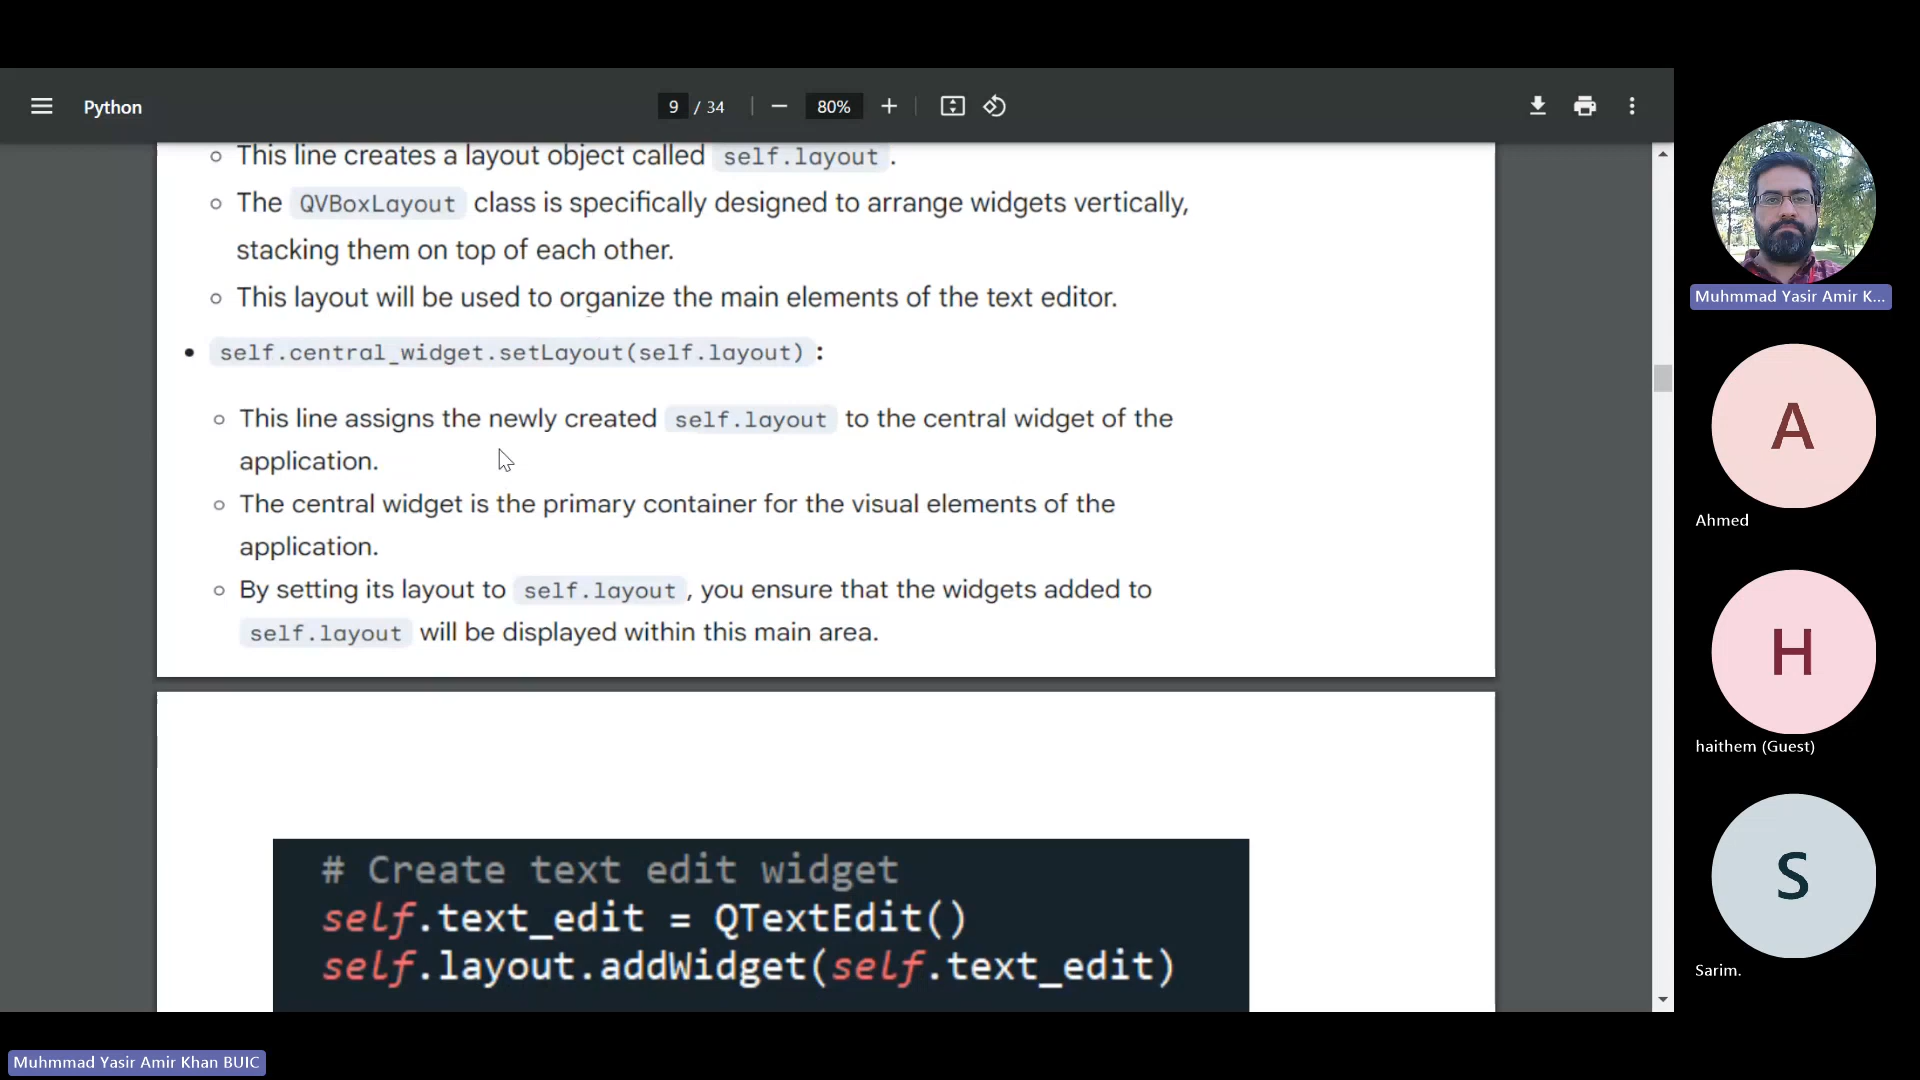 Python
9 / 34
80%
This line creates a layout object called self.layout.
The QVBoxLayout class is specifically designed to arrange widgets vertically,
stacking them on top of each other.
This layout will be used to organize the main elements of the text editor.
self.central_widget.setLayout(self.layout) :
This line assigns the newly created self.layout to the central widget of the
application.
The central widget is the primary container for the visual elements of the
application.
By setting its layout to self.layout, you ensure that the widgets added to
self.layout will be displayed within this main area.
# Create text edit widget
self.text_edit = QTextEdit()
self.layout.addWidget(self.text_edit)
Muhmmad Yasir Amir K...
A
Ahmed
H
haithem (Guest)
S
Sarim.
Muhmmad Yasir Amir Khan BUIC